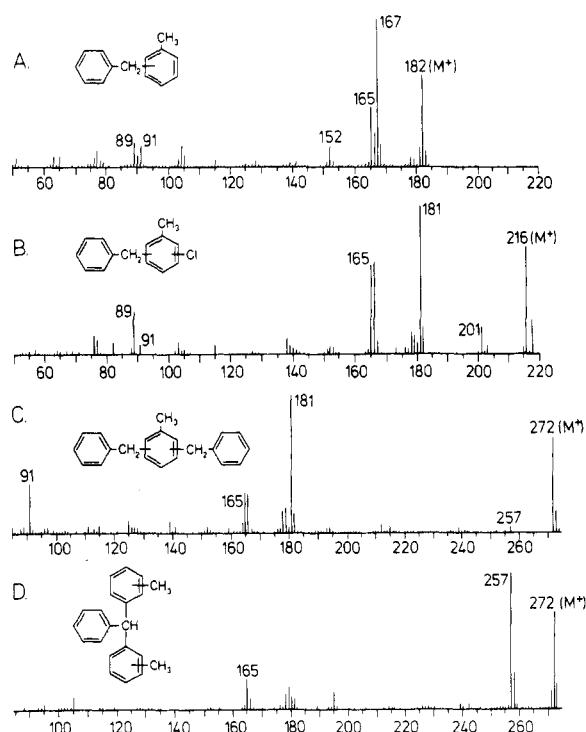 A.
CH₃
CH₂
89
91
152
165
167
182 (M⁺)
60 80 100 120 140 160 180 200 220
B.
CH₃
CH₂
Cl
89
91
165
181
201
216 (M⁺)
60 80 100 120 140 160 180 200 220
C.
CH₃
CH₂
CH₂
91
165
181
257
272 (M⁺)
100 120 140 160 180 200 220 240 260
D.
CH₃
CH
CH₃
165
257
272 (M⁺)
100 120 140 160 180 200 220 240 260